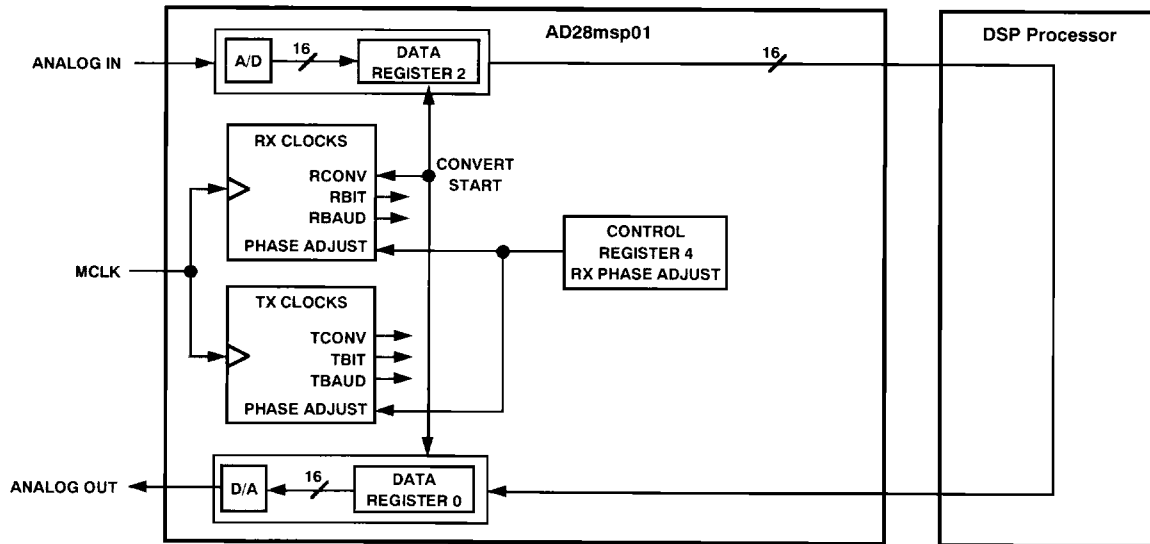 AD28msp01
DSP Processor
ANALOG IN
A/D
16
DATA
REGISTER 2
16
RX CLOCKS
RCONV
RBIT
RBAUD
PHASE ADJUST
CONVERT
START
CONTROL
REGISTER 4
RX PHASE ADJUST
MCLK
TX CLOCKS
TCONV
TBIT
TBAUD
PHASE ADJUST
ANALOG OUT
D/A
16
DATA
REGISTER 0